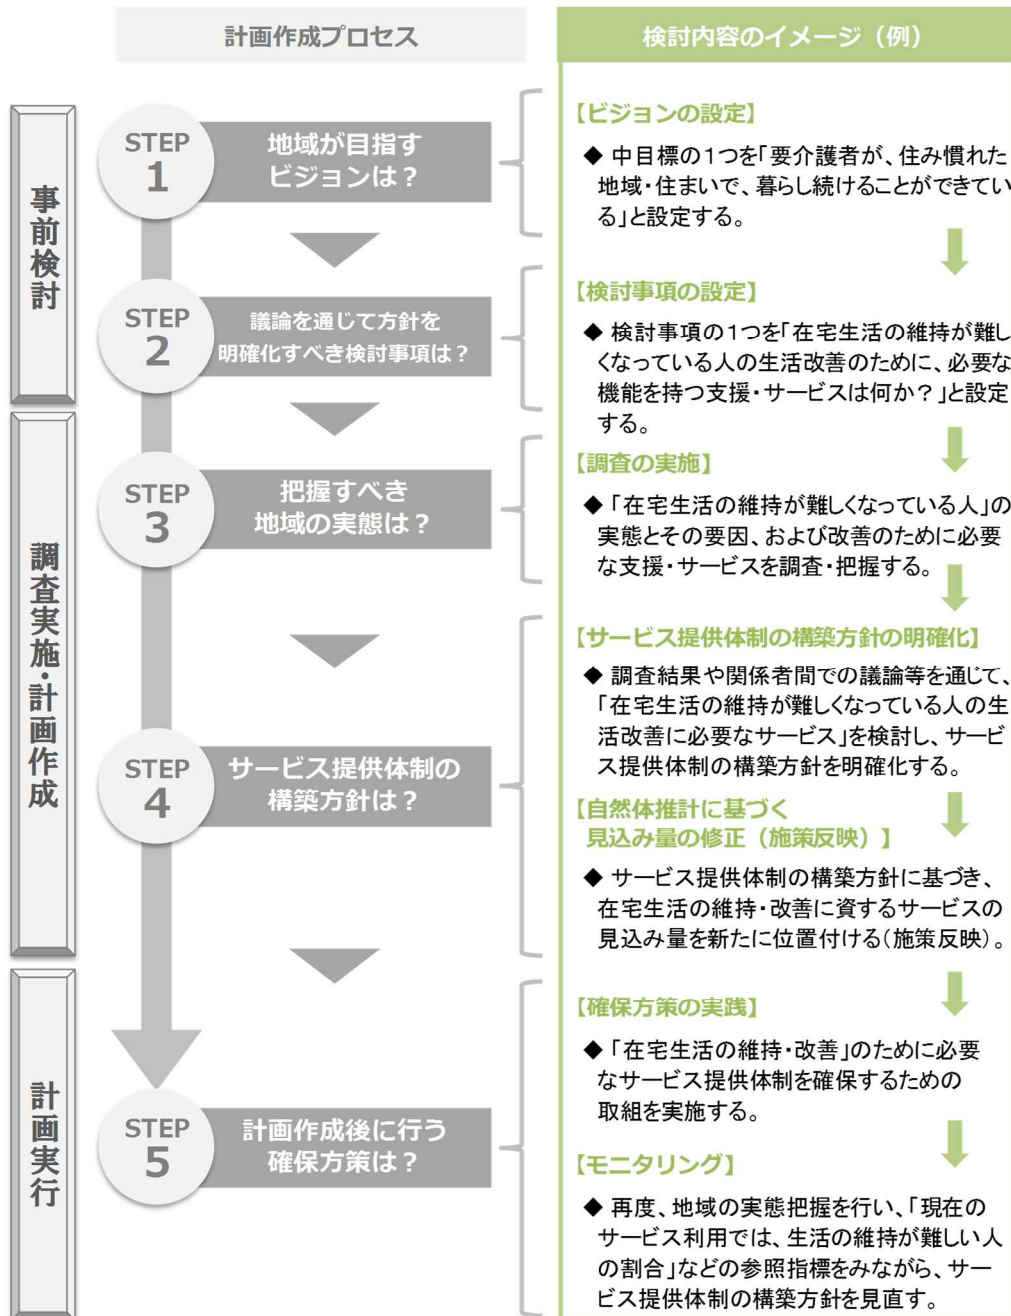 計画作成プロセス
検討内容のイメージ（例）
事前検討
STEP
1
地域が目指す
ビジョンは？
【ビジョンの設定】
◆ 中目標の1つを「要介護者が、住み慣れた
地域・住まいで、暮らし続けることができてい
る」と設定する。
STEP
2
議論を通じて方針を
明確化すべき検討事項は？
【検討事項の設定】
◆ 検討事項の1つを「在宅生活の維持が難し
くなっている人の生活改善のために、必要な
機能を持つ支援・サービスは何か？」と設定
する。
調査実施・計画作成
STEP
3
把握すべき
地域の実態は？
【調査の実施】
◆「在宅生活の維持が難しくなっている人」の
実態とその要因、および改善のために必要
な支援・サービスを調査・把握する。
STEP
4
サービス提供体制の
構築方針は？
【サービス提供体制の構築方針の明確化】
◆ 調査結果や関係者間での議論等を通じて、
「在宅生活の維持が難しくなっている人の生
活改善に必要なサービス」を検討し、サービ
ス提供体制の構築方針を明確化する。
【自然体推計に基づく
見込み量の修正（施策反映）】
◆ サービス提供体制の構築方針に基づき、
在宅生活の維持・改善に資するサービスの
見込み量を新たに位置付ける（施策反映）。
計画実行
STEP
5
計画作成後に行う
確保方策は？
【確保方策の実践】
◆「在宅生活の維持・改善」のために必要
なサービス提供体制を確保するための
取組を実施する。
【モニタリング】
◆ 再度、地域の実態把握を行い、「現在の
サービス利用では、生活の維持が難しい人
の割合」などの参照指標をみながら、サー
ビス提供体制の構築方針を見直す。